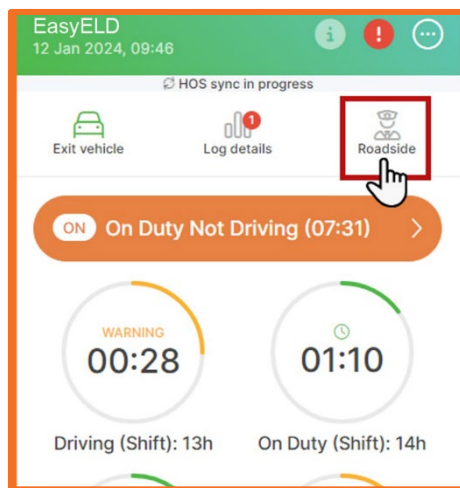 EasyELD
12 Jan 2024, 09:46
i ! ...
HOS sync in progress
1
Exit vehicle Log details Roadside
ON On Duty Not Driving (07:31) >
WARNING
00:28 01:10
Driving (Shift): 13h On Duty (Shift): 14h